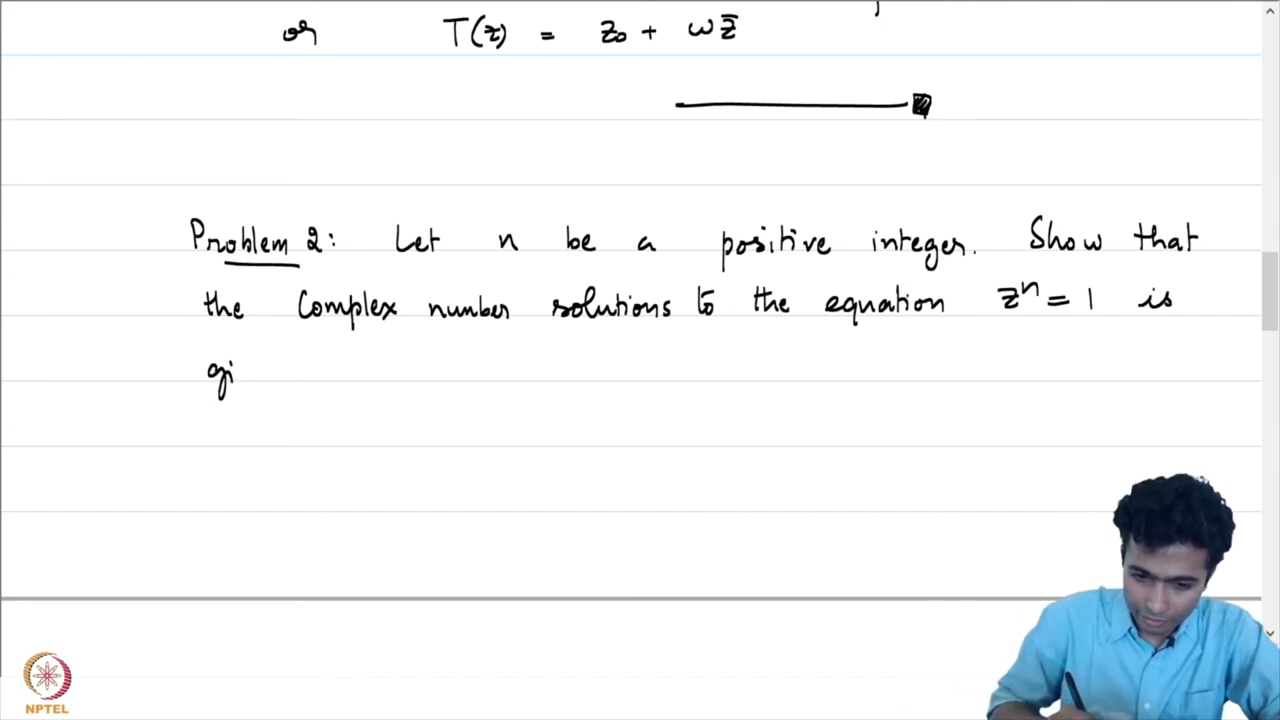 or T(z) = z₀ + ω z̄
Problem 2: Let n be a positive integer. Show that
the complex number solutions to the equation zⁿ = 1 is
gi
NPTEL